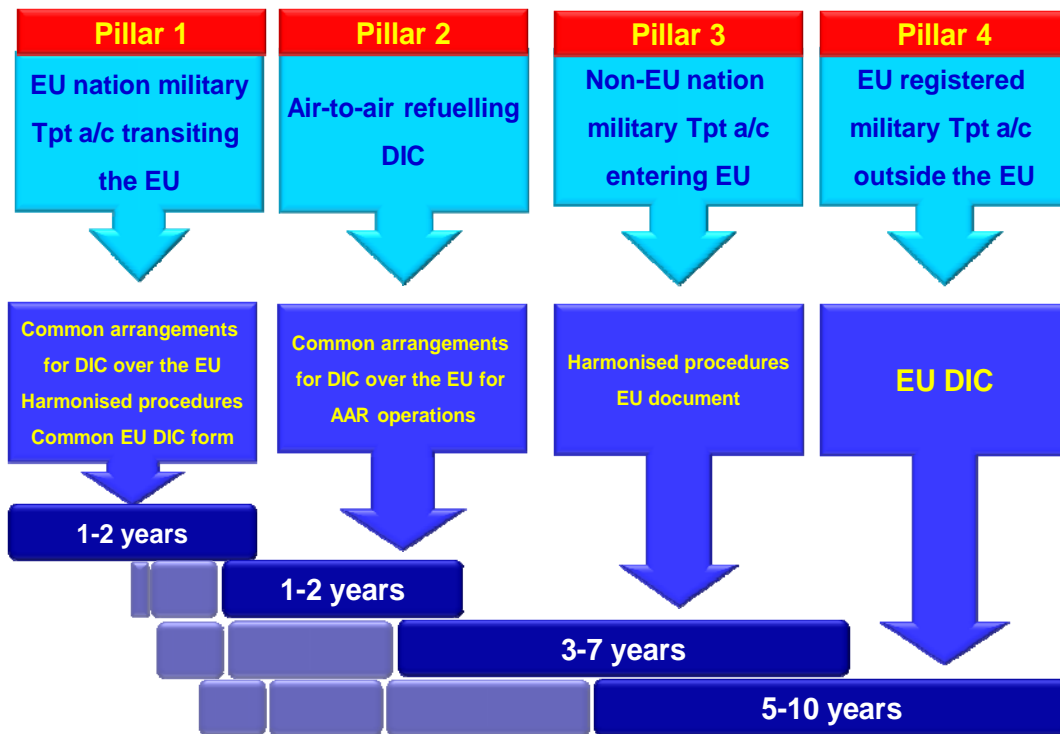 Pillar 1
EU nation military
Tpt a/c transiting
the EU
Pillar 2
Air-to-air refuelling
DIC
Pillar 3
Non-EU nation
military Tpt a/c
entering EU
Pillar 4
EU registered
military Tpt a/c
outside the EU
Common arrangements
for DIC over the EU
Harmonised procedures
Common EU DIC form
Common arrangements
for DIC over the EU for
AAR operations
Harmonised procedures
EU document
EU DIC
1-2 years
1-2 years
3-7 years
5-10 years